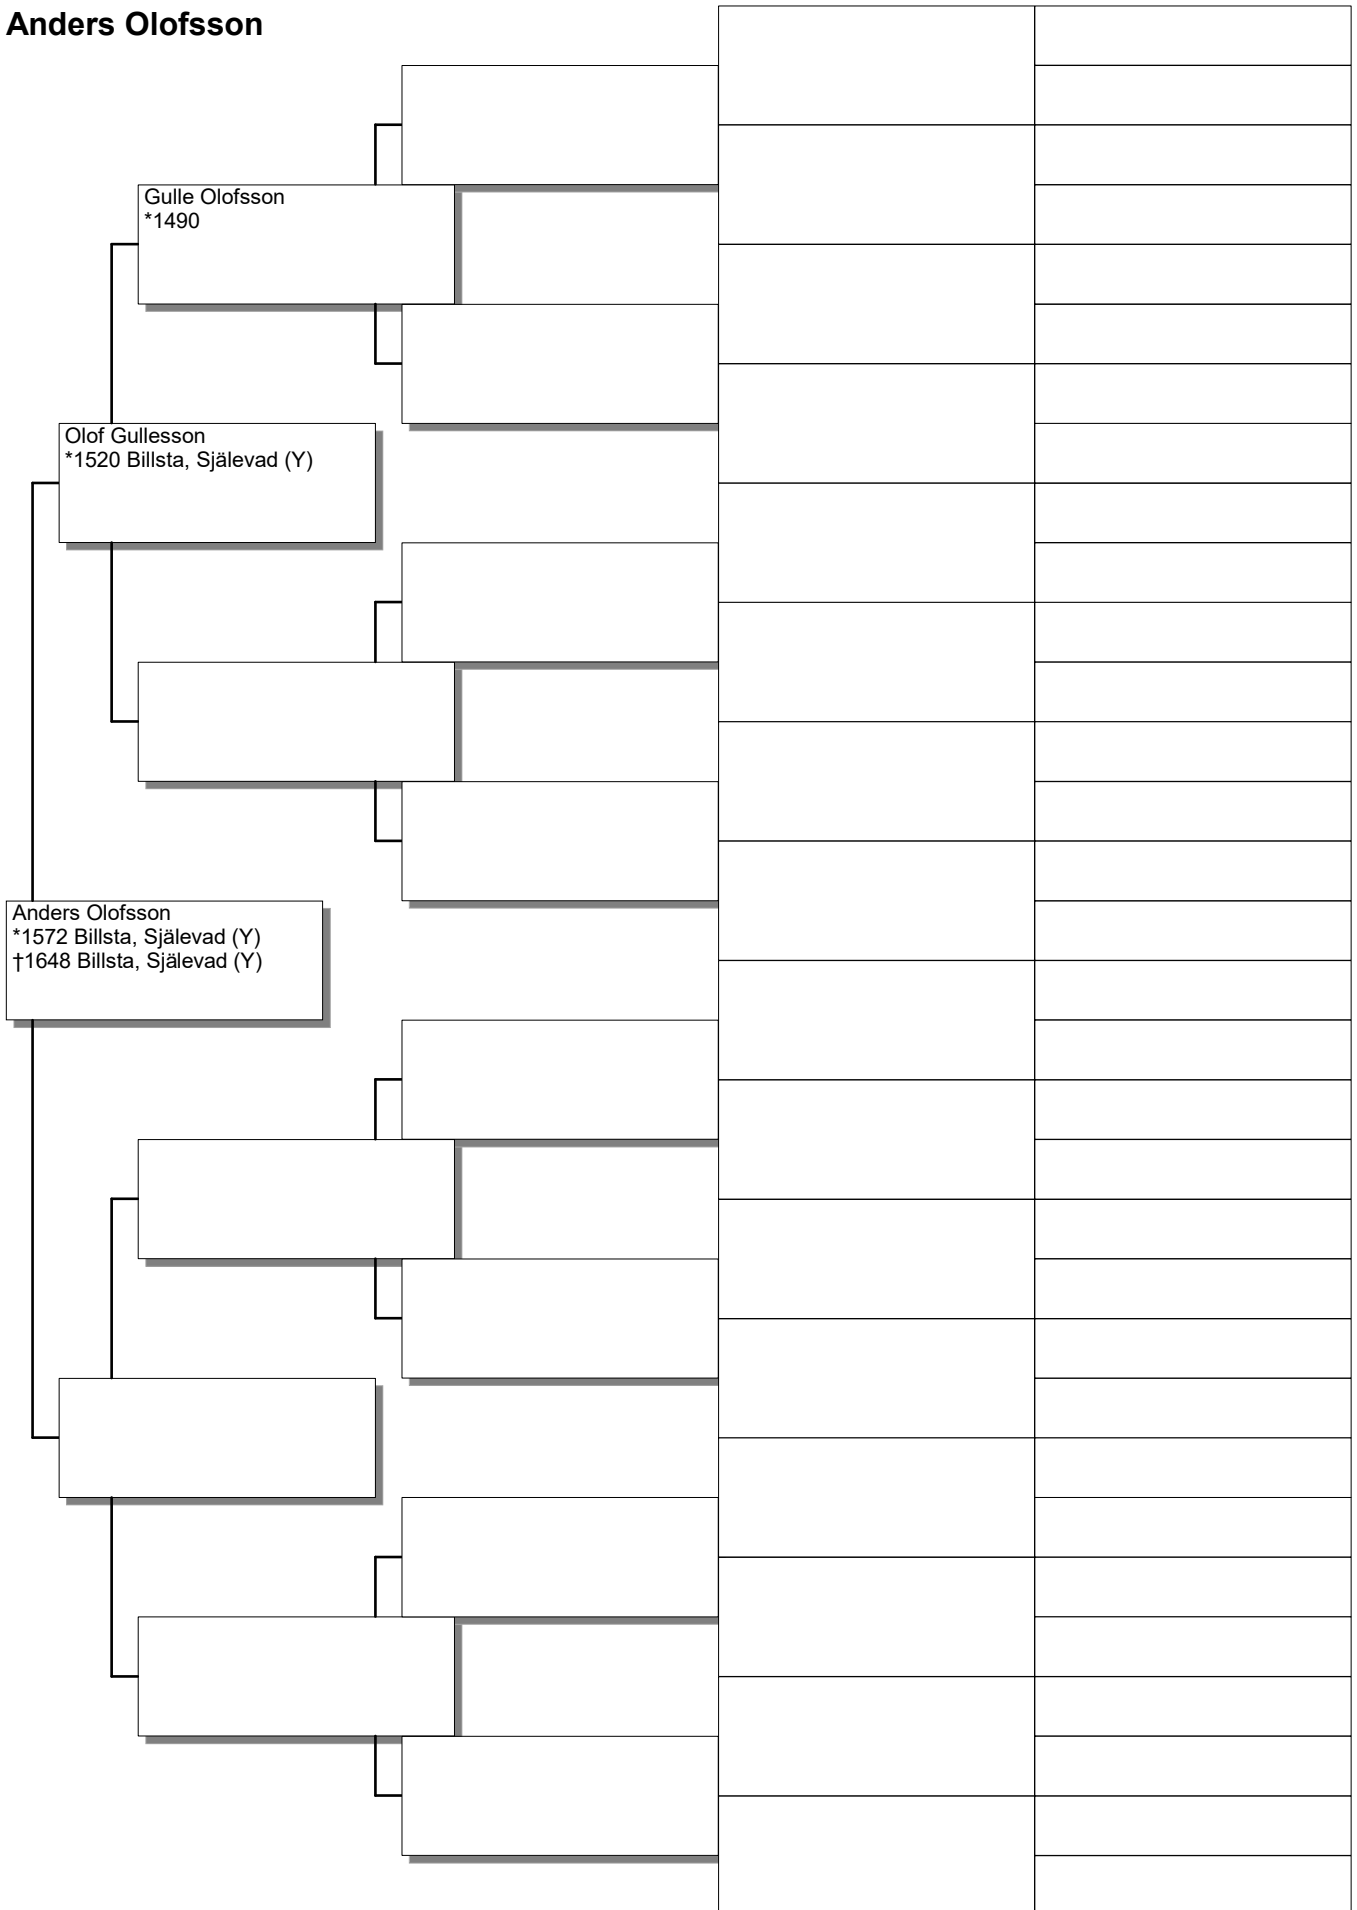 Anders Olofsson
Gulle Olofsson
*1490
Olof Gullesson
*1520 Billsta, Själevad (Y)
Anders Olofsson
*1572 Billsta, Själevad (Y)
†1648 Billsta, Själevad (Y)